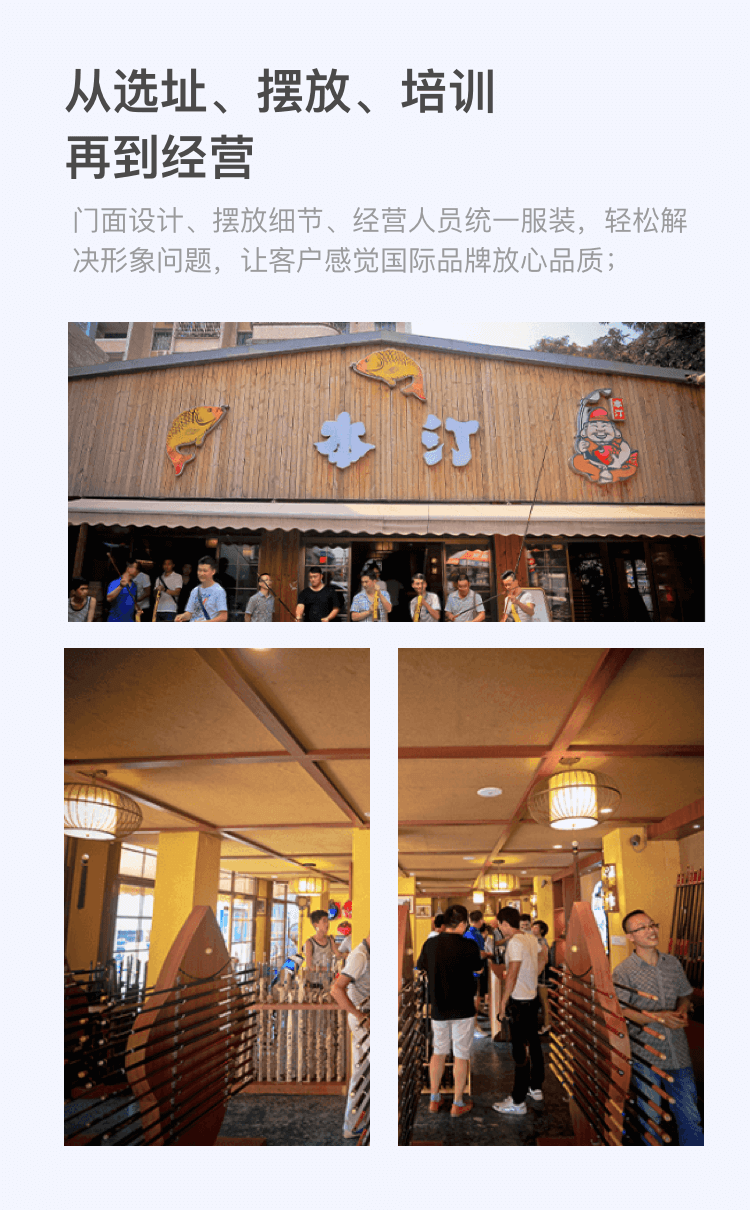 从选址、摆放、培训
再到经营
门面设计、摆放细节、经营人员统一服装，轻松解
决形象问题，让客户感觉国际品牌放心品质；
水汀
水汀